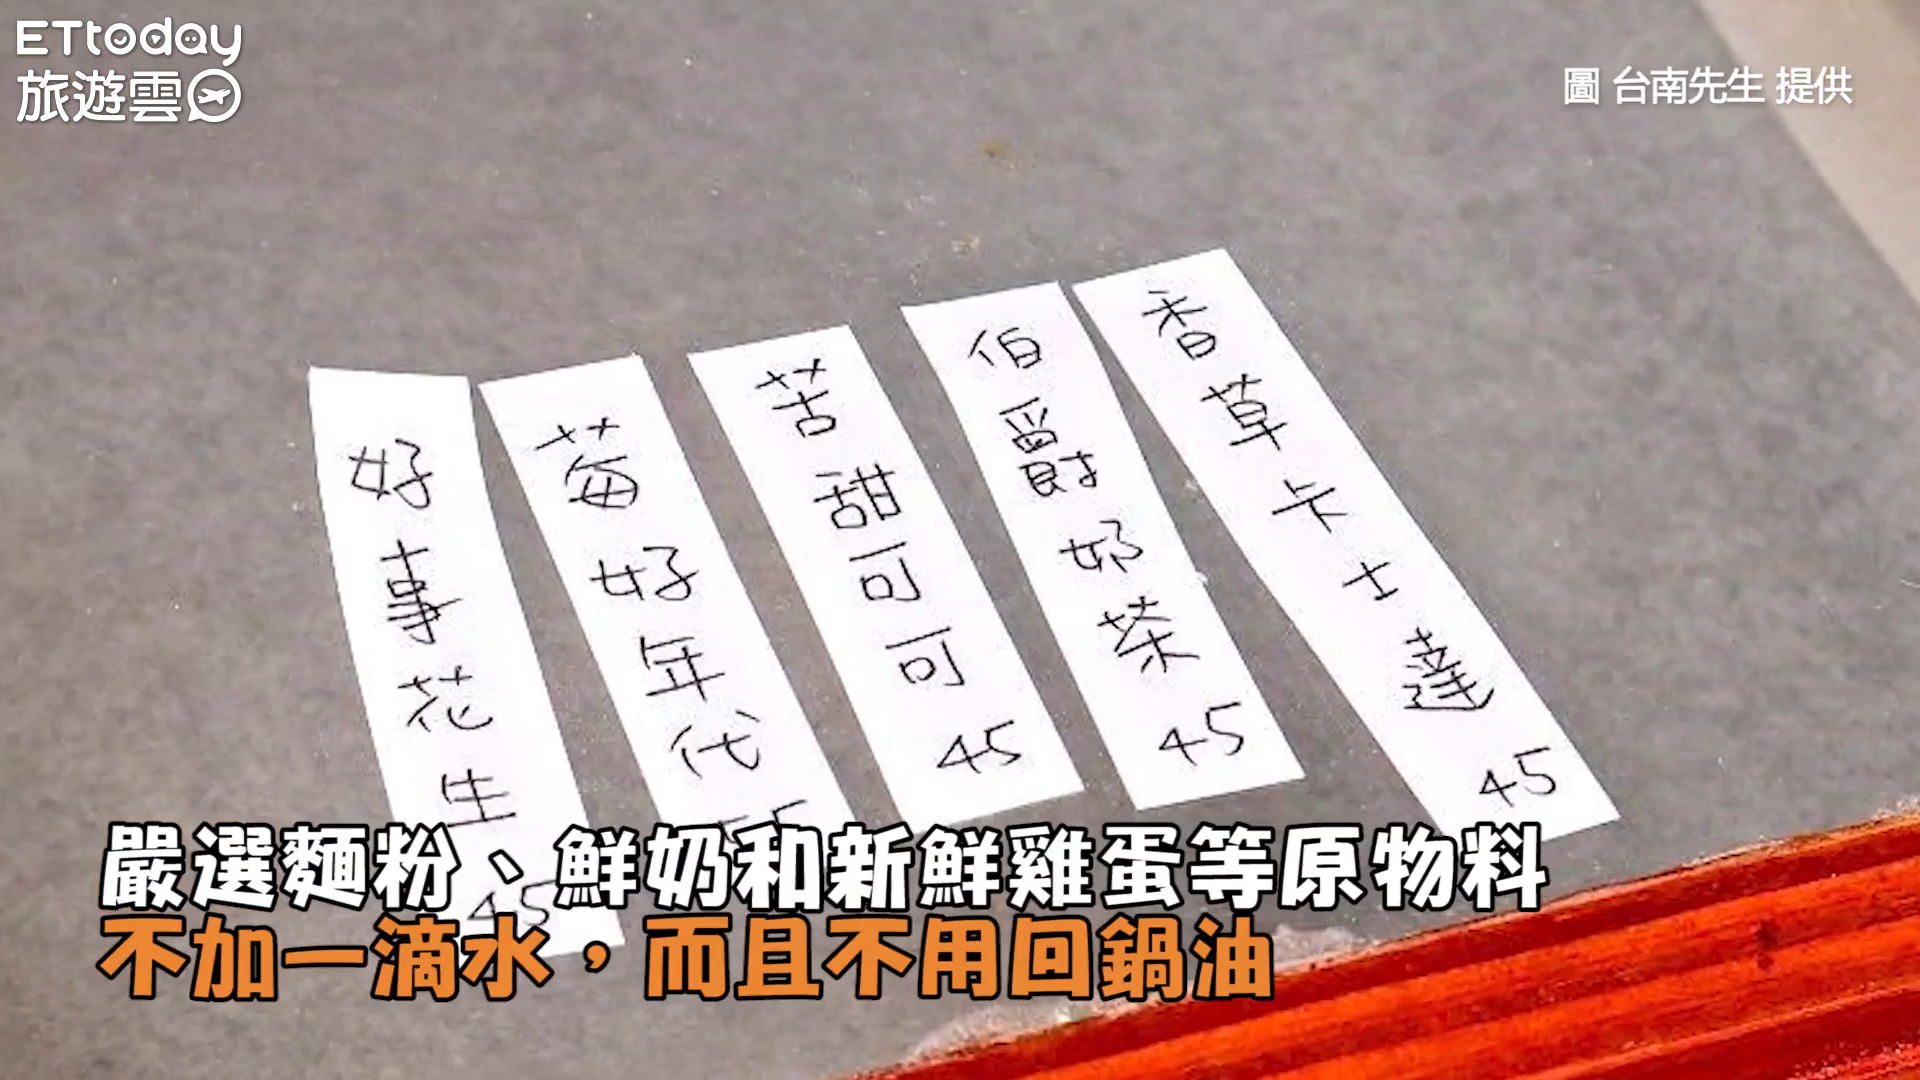 ETtoday
旅遊雲
圖 台南先生 提供
香草卡士達 45
伯爵奶茶 45
苦甜可可 45
莓好年代
好事花生 45
嚴選麵粉、鮮奶和新鮮雞蛋等原物料
不加一滴水，而且不用回鍋油